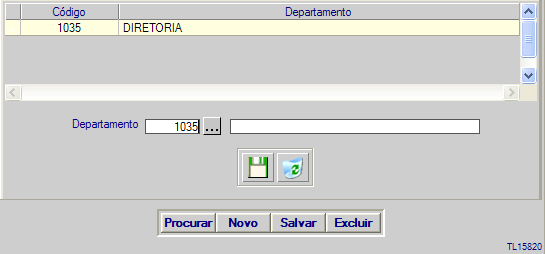 Código Departamento
1035 DIRETORIA
Departamento 1035 ...
Procurar Novo Salvar Excluir
TL15820